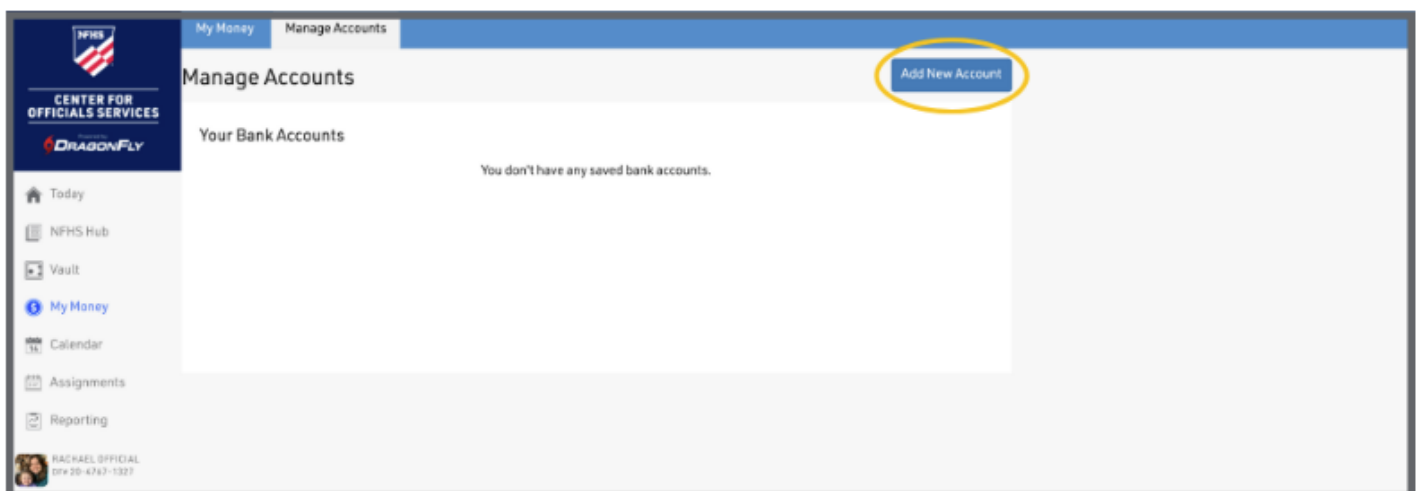 NFHS
CENTER FOR
OFFICIALS SERVICES
DRAGONFLY
My Money
Manage Accounts
Manage Accounts
Add New Account
Your Bank Accounts
You don't have any saved bank accounts.
Today
NFHS Hub
Vault
My Money
Calendar
Assignments
Reporting
RACHAEL OFFICIAL